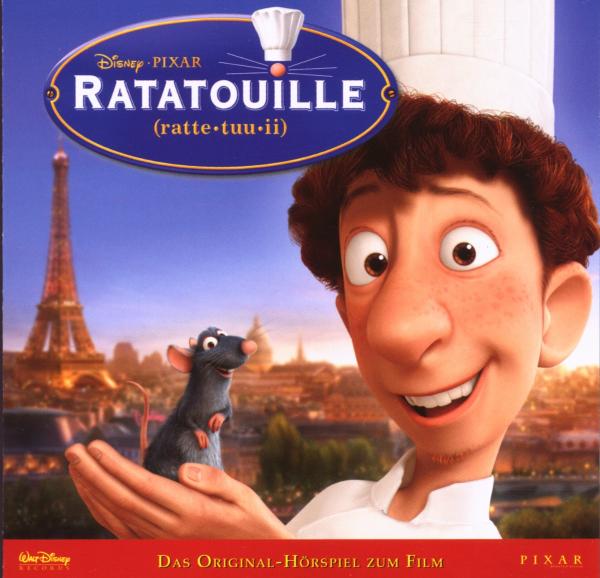 DISNEY · PIXAR
RATATOUILLE
(ratte•tuu•ii)
WALT DISNEY
RECORDS
DAS ORIGINAL-HÖRSPIEL ZUM FILM
PIXAR